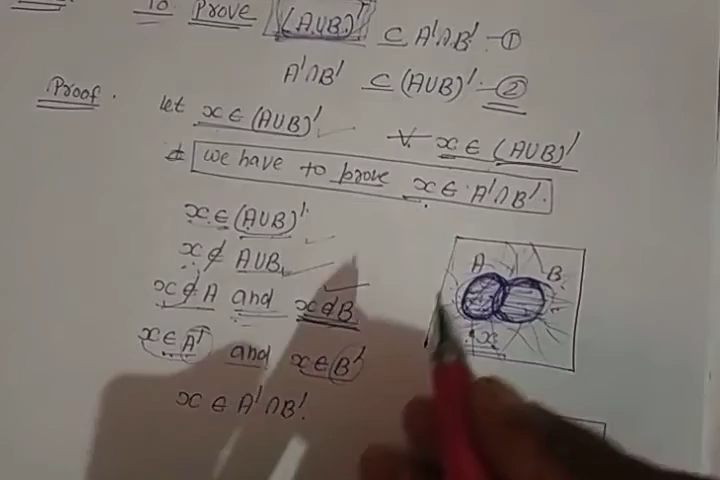 To Prove (A∪B)' ⊆ A'∩B' -①
A'∩B' ⊆ (A∪B)' -②
Proof.
let x ∈ (A∪B)'
∀ x ∈ (A∪B)'
we have to prove x ∈ A'∩B'.
x ∈ (A∪B)'
x ∉ A∪B
x ∉ A and x ∉ B
x ∈ A' and x ∈ B'
x ∈ A'∩B'.
A B
x